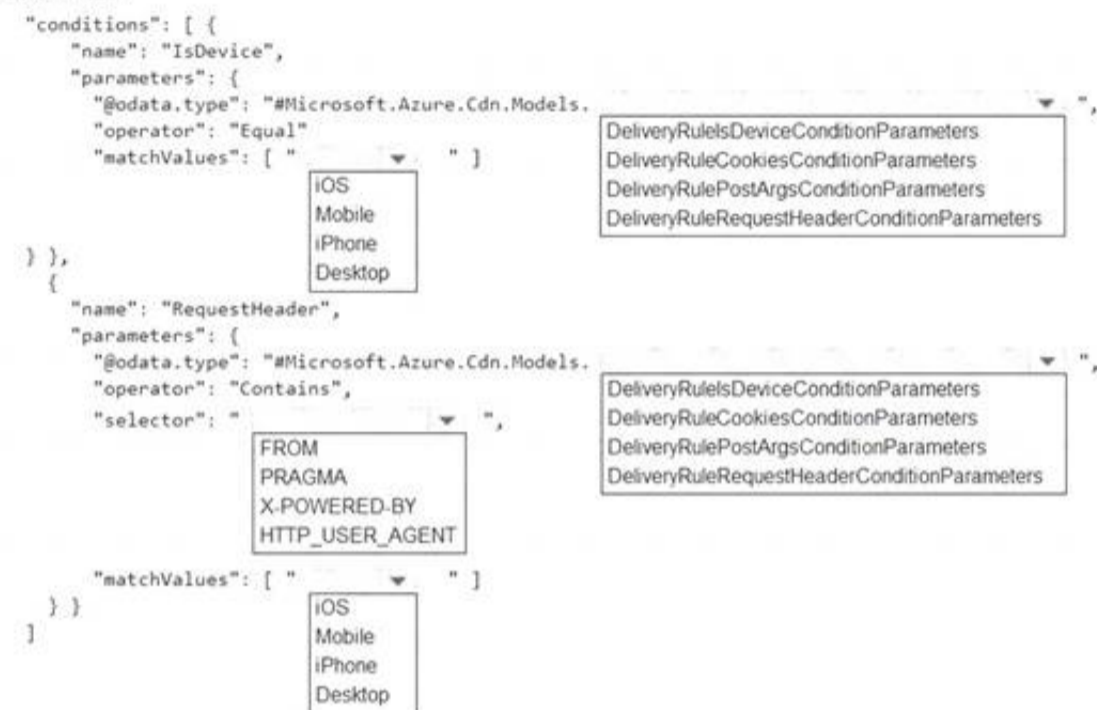 "conditions": [ {
"name": "IsDevice",
"parameters": {
"@odata.type": "#Microsoft.Azure.Cdn.Models. ",
"operator": "Equal"
DeliveryRuleIsDeviceConditionParameters
"matchValues": [ " " ]
DeliveryRuleCookiesConditionParameters
iOS
DeliveryRulePostArgsConditionParameters
Mobile
DeliveryRuleRequestHeaderConditionParameters
iPhone
} },
Desktop
{
"name": "RequestHeader",
"parameters": {
"@odata.type": "#Microsoft.Azure.Cdn.Models. ",
"operator": "Contains",
DeliveryRuleIsDeviceConditionParameters
"selector": " ",
DeliveryRuleCookiesConditionParameters
FROM
DeliveryRulePostArgsConditionParameters
PRAGMA
DeliveryRuleRequestHeaderConditionParameters
X-POWERED-BY
HTTP_USER_AGENT
"matchValues": [ " " ]
} }
iOS
]
Mobile
iPhone
Desktop